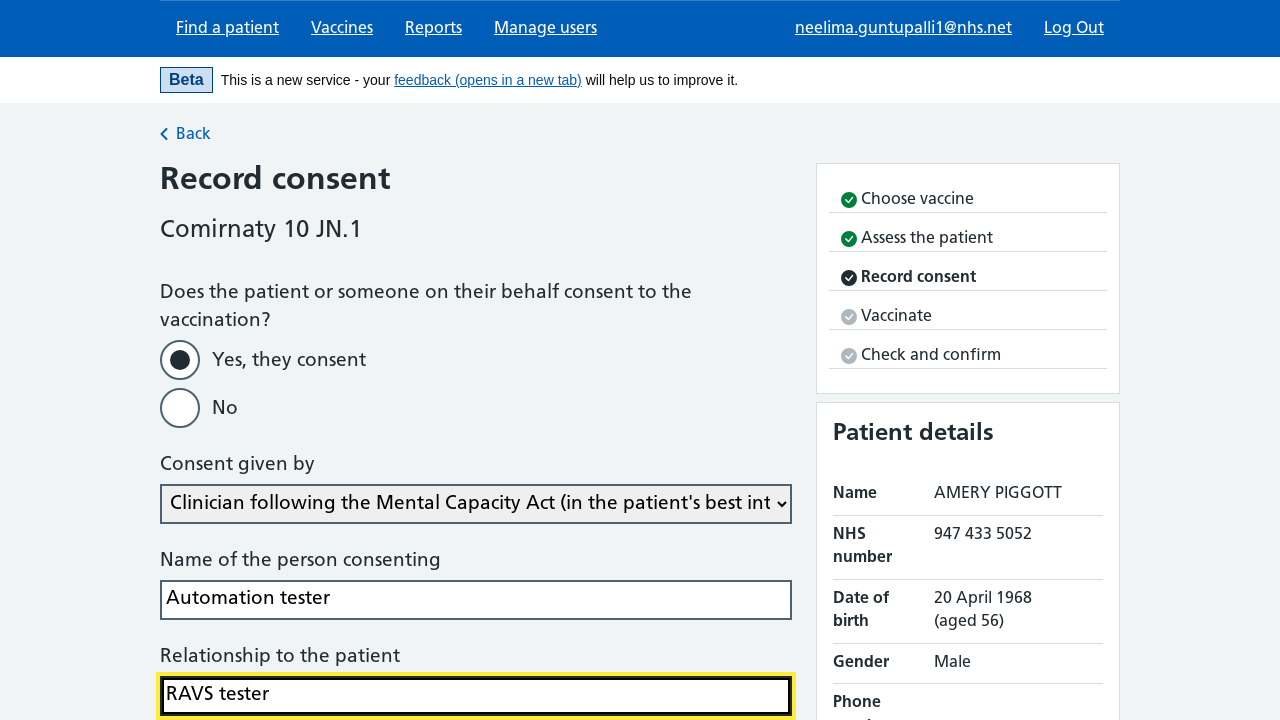 Find a patient Vaccines Reports Manage users neelima.guntupalli1@nhs.net Log Out
Beta This is a new service - your feedback (opens in a new tab) will help us to improve it.
Back
Record consent
Comirnaty 10 JN.1
Does the patient or someone on their behalf consent to the
vaccination?
Yes, they consent
No
Consent given by
Clinician following the Mental Capacity Act (in the patient's best int
Name of the person consenting
Automation tester
Relationship to the patient
RAVS tester
Choose vaccine
Assess the patient
Record consent
Vaccinate
Check and confirm
Patient details
Name AMERY PIGGOTT
NHS 947 433 5052
number
Date of 20 April 1968
birth (aged 56)
Gender Male
Phone